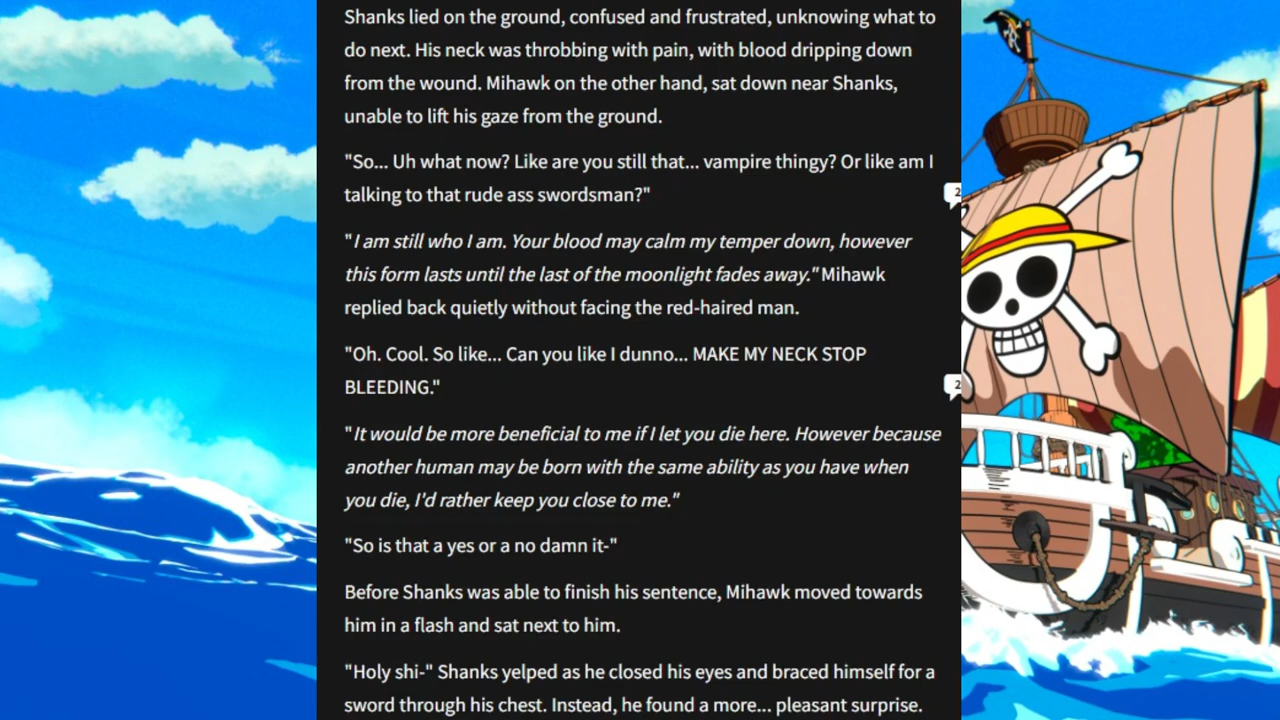 Shanks lied on the ground, confused and frustrated, unknowing what to
do next. His neck was throbbing with pain, with blood dripping down
from the wound. Mihawk on the other hand, sat down near Shanks,
unable to lift his gaze from the ground.
"So... Uh what now? Like are you still that... vampire thingy? Or like am I
talking to that rude ass swordsman?"
2
"I am still who I am. Your blood may calm my temper down, however
this form lasts until the last of the moonlight fades away." Mihawk
replied back quietly without facing the red-haired man.
"Oh. Cool. So like... Can you like I dunno... MAKE MY NECK STOP
BLEEDING."
2
"It would be more beneficial to me if I let you die here. However because
another human may be born with the same ability as you have when
you die, I'd rather keep you close to me."
"So is that a yes or a no damn it-"
Before Shanks was able to finish his sentence, Mihawk moved towards
him in a flash and sat next to him.
"Holy shi-" Shanks yelped as he closed his eyes and braced himself for a
sword through his chest. Instead, he found a more... pleasant surprise.